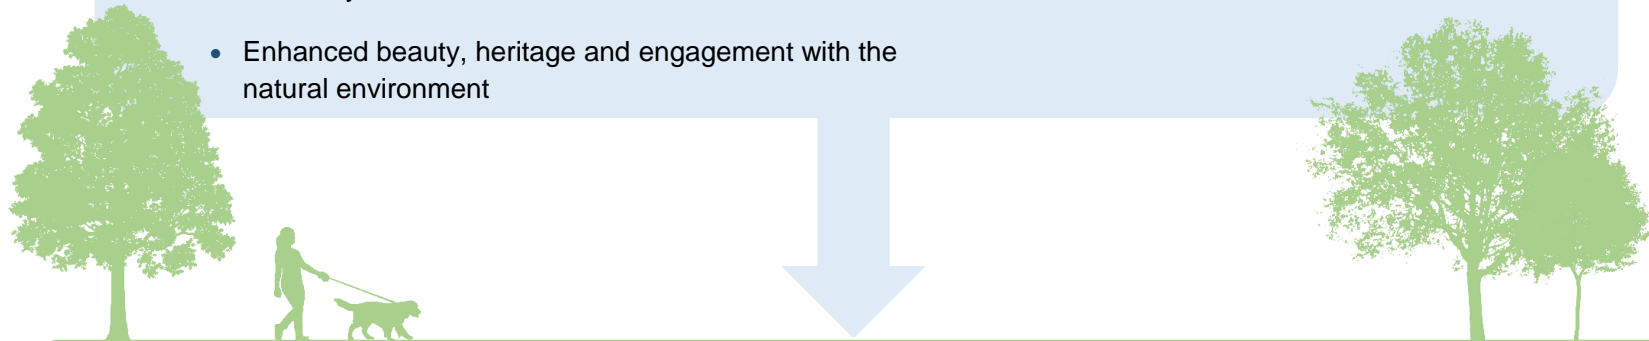 • Enhanced beauty, heritage and engagement with the
natural environment